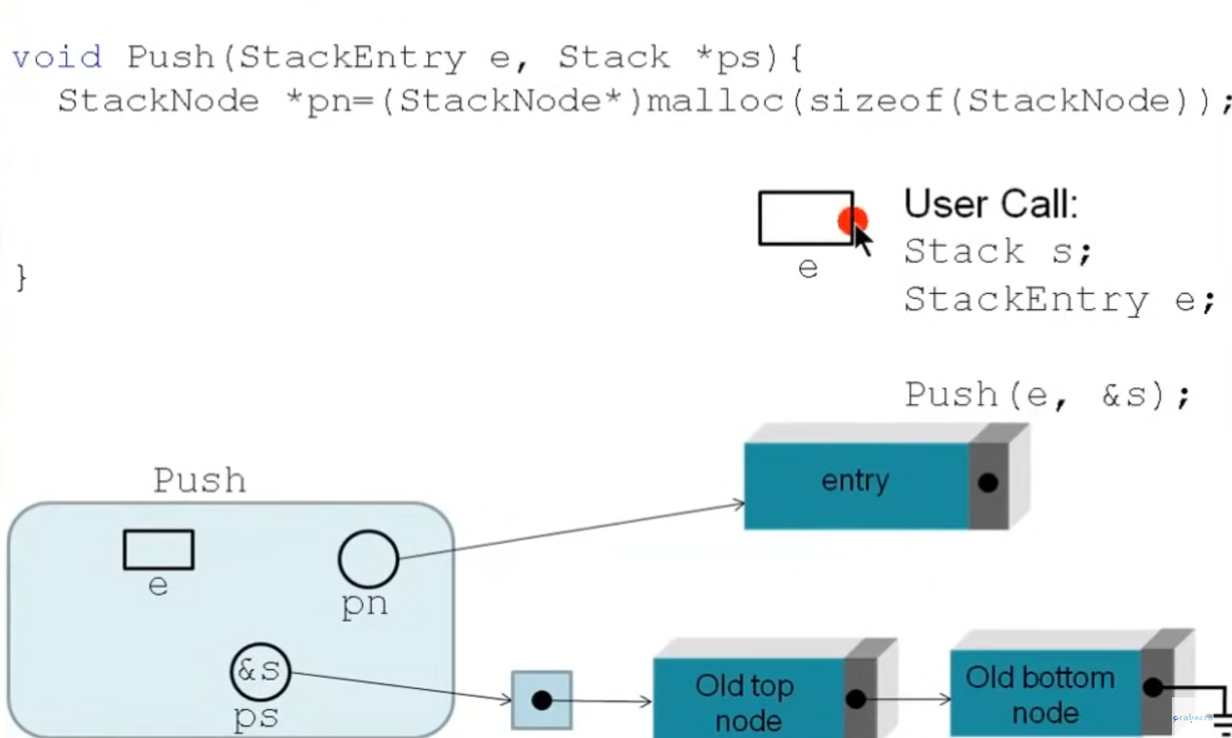 void Push(StackEntry e, Stack *ps){
StackNode *pn=(StackNode*)malloc(sizeof(StackNode));
}
e
User Call:
Stack s;
StackEntry e;
Push(e, &s);
Push
entry
e
pn
&s
ps
Old top
node
Old bottom
node